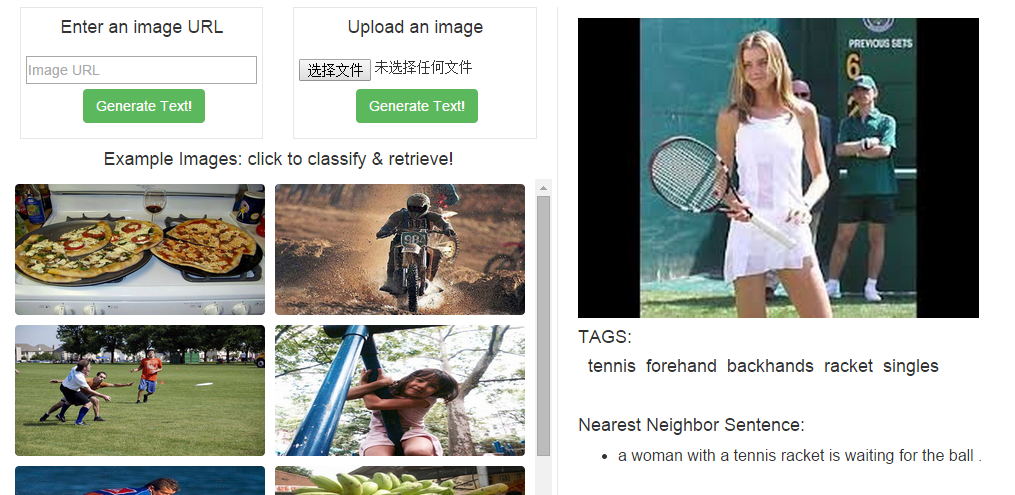 Enter an image URL
Image URL
Generate Text!
Upload an image
选择文件 未选择任何文件
Generate Text!
Example Images: click to classify & retrieve!
PREVIOUS SETS
6
TAGS:
tennis forehand backhands racket singles
Nearest Neighbor Sentence:
• a woman with a tennis racket is waiting for the ball .